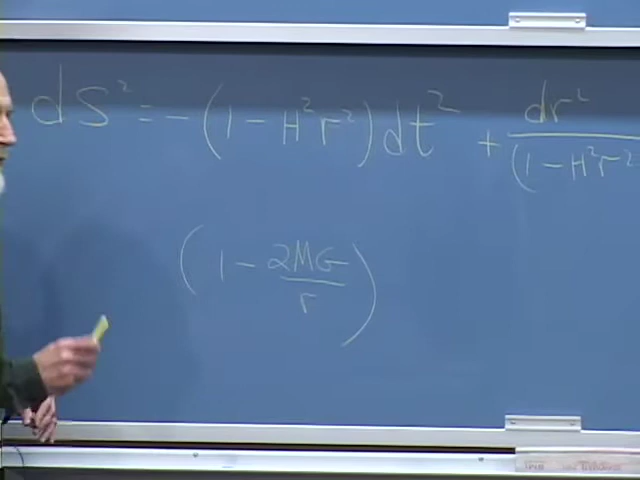 dS² = - (1 - H²r²) dt² + dr² / (1 - H²r²
(1 - 2MG / r)